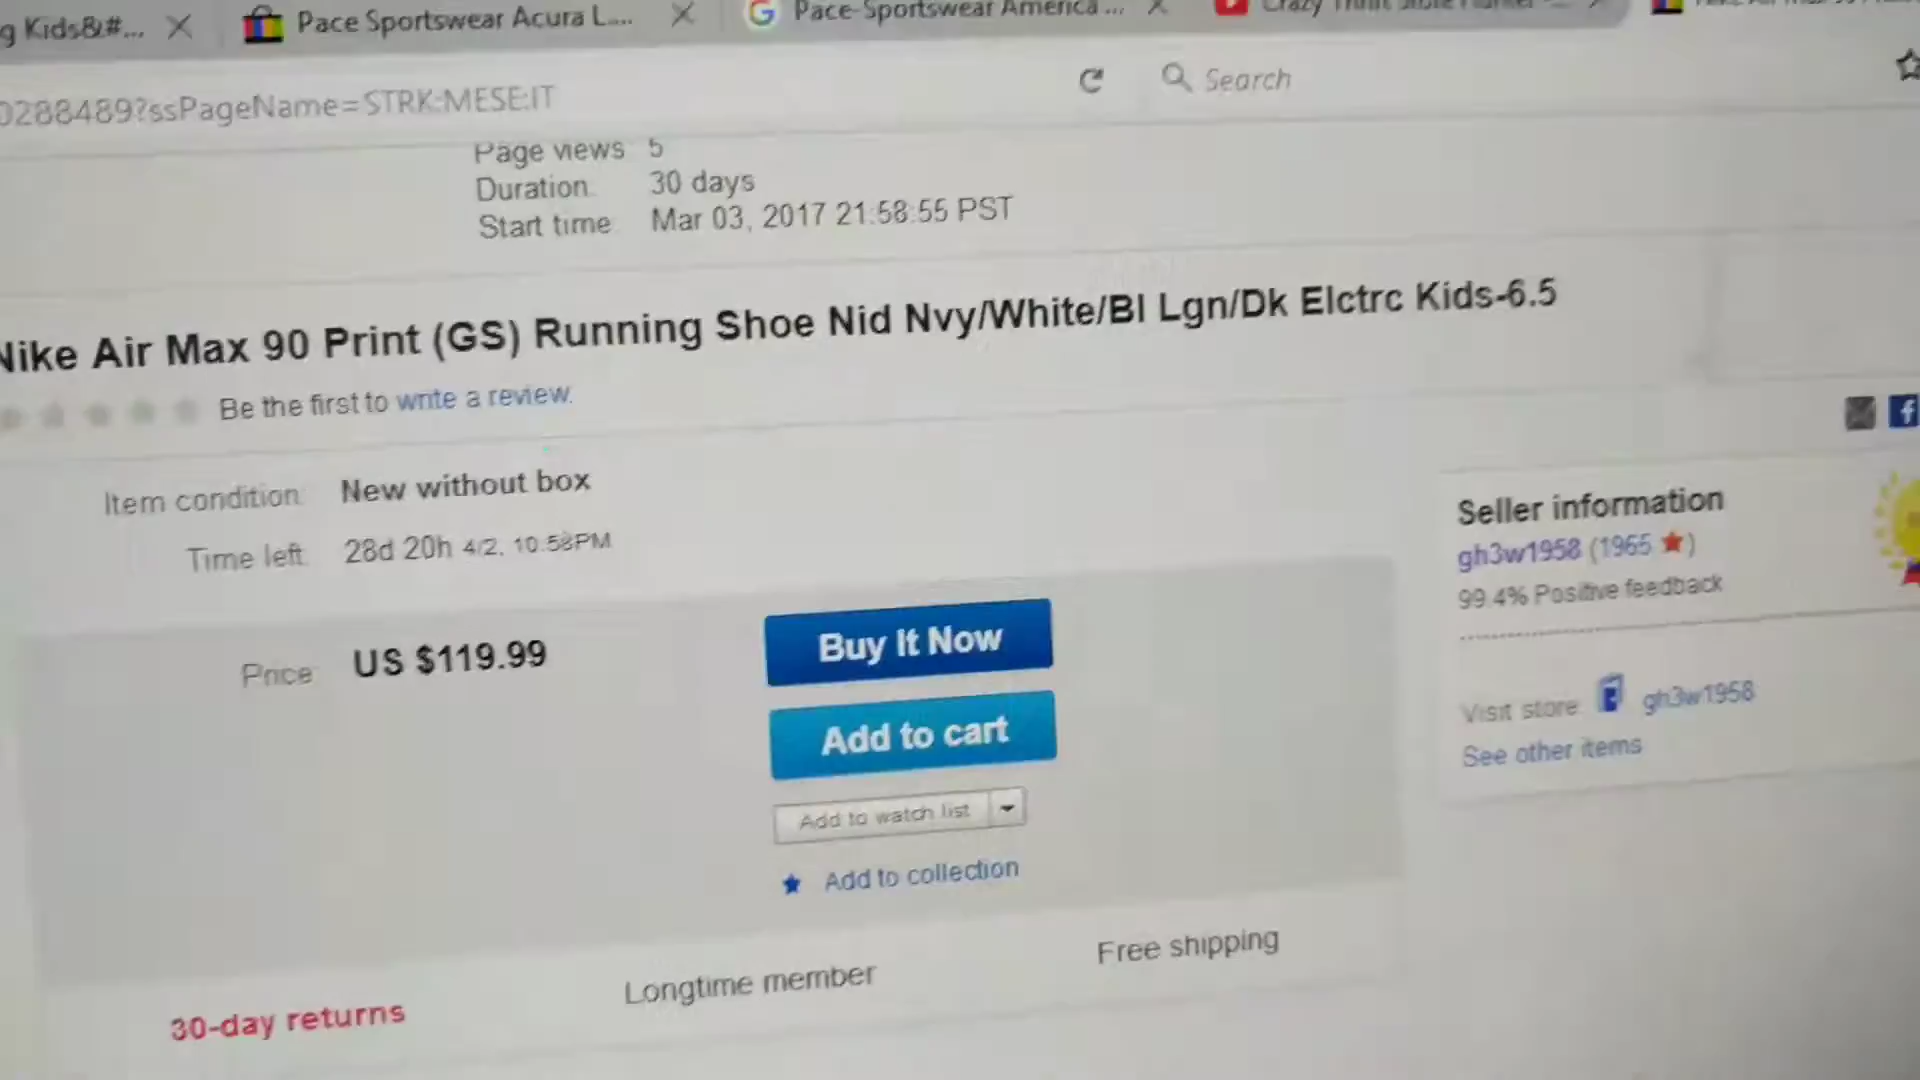 g Kids&#...
Pace Sportswear Acura L...
Pace-Sportswear America ...
0288489?ssPageName=STRK:MESE:IT
Search
Page views 5
Duration: 30 days
Start time: Mar 03, 2017 21:58:55 PST
Nike Air Max 90 Print (GS) Running Shoe Nid Nvy/White/Bl Lgn/Dk Elctrc Kids-6.5
Be the first to write a review.
Item condition: New without box
Time left: 28d 20h 4/2, 10:58PM
Price: US $119.99
Buy It Now
Add to cart
Add to watch list
Add to collection
30-day returns
Longtime member
Free shipping
Seller information
gh3w1958 (1965 ★)
99.4% Positive feedback
Visit store: gh3w1958
See other items